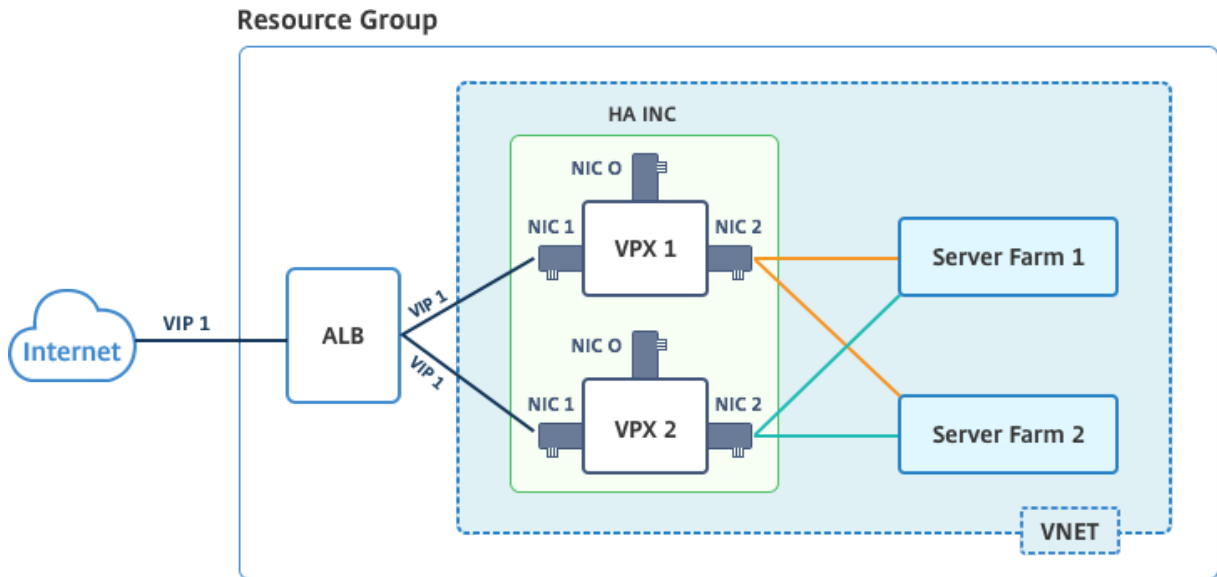 Resource Group
HA INC
NIC O
NIC 1
NIC 2
VPX 1
Server Farm 1
VIP 1
VIP 1
ALB
Internet
VIP 1
NIC O
NIC 1
NIC 2
VPX 2
Server Farm 2
VNET